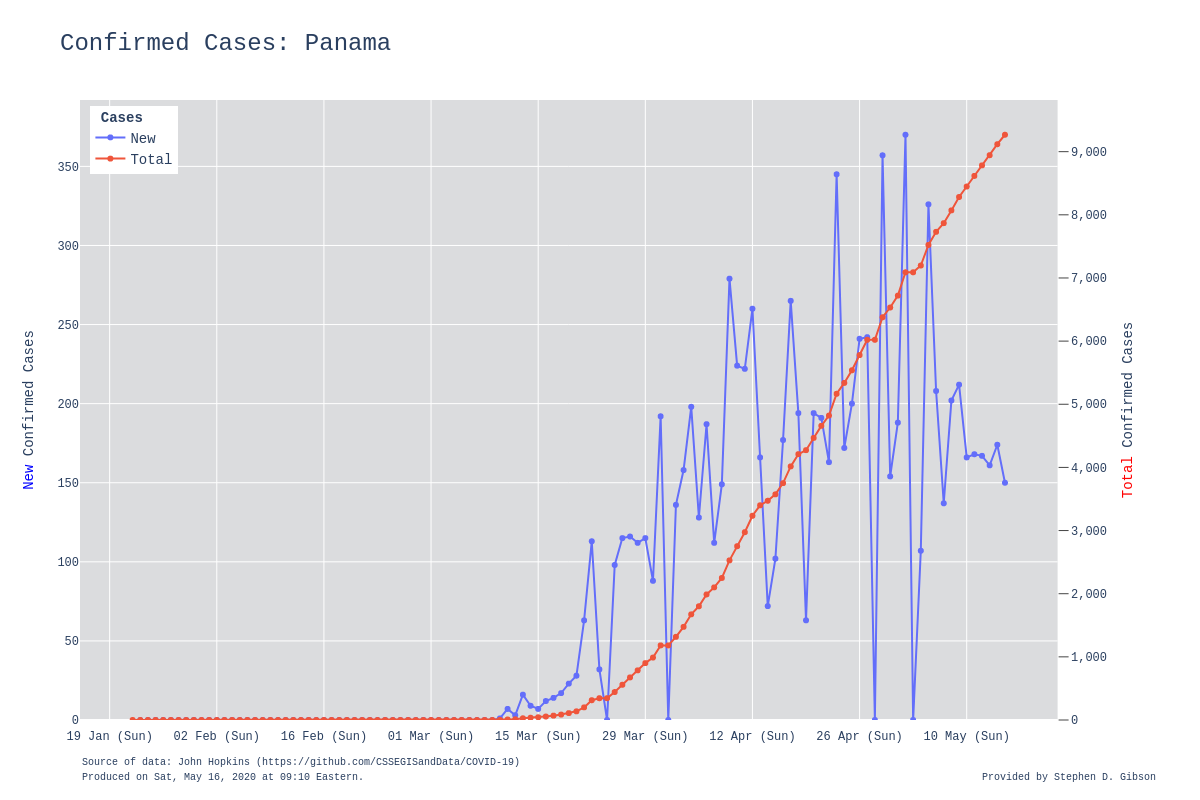 Confirmed Cases: Panama
Cases
New
Total
350
300
250
200
150
100
50
0
9,000
8,000
7,000
6,000
5,000
4,000
3,000
2,000
1,000
0
New Confirmed Cases
Total Confirmed Cases
19 Jan (Sun) 02 Feb (Sun) 16 Feb (Sun) 01 Mar (Sun) 15 Mar (Sun) 29 Mar (Sun) 12 Apr (Sun) 26 Apr (Sun) 10 May (Sun)
Source of data: John Hopkins (https://github.com/CSSEGISandData/COVID-19)
Produced on Sat, May 16, 2020 at 09:10 Eastern.
Provided by Stephen D. Gibson